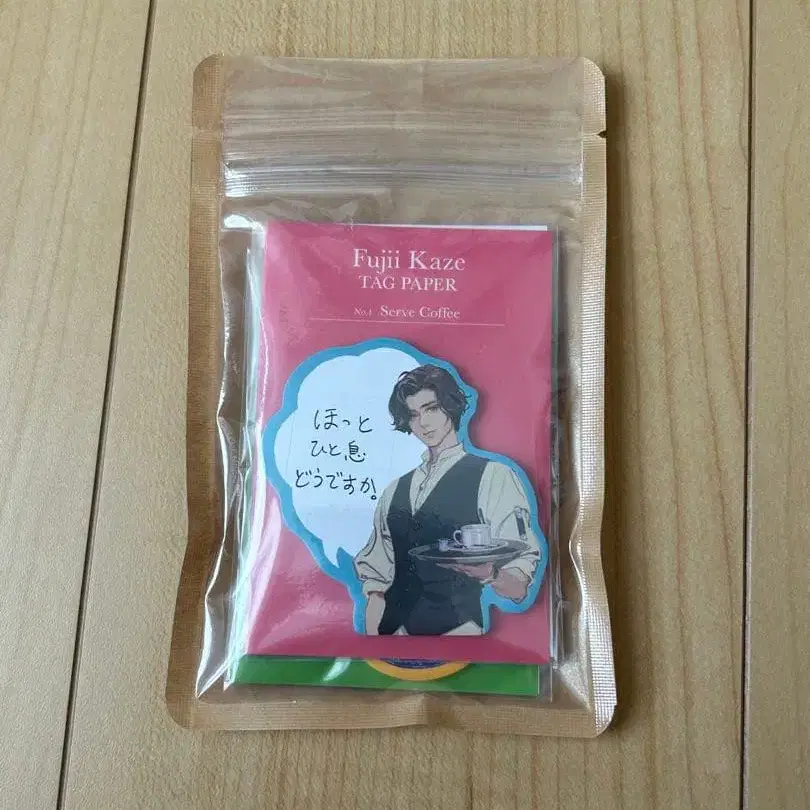 Fujii Kaze
TAG PAPER
No.1 Serve Coffee
ほっと
ひと息
どうですか。